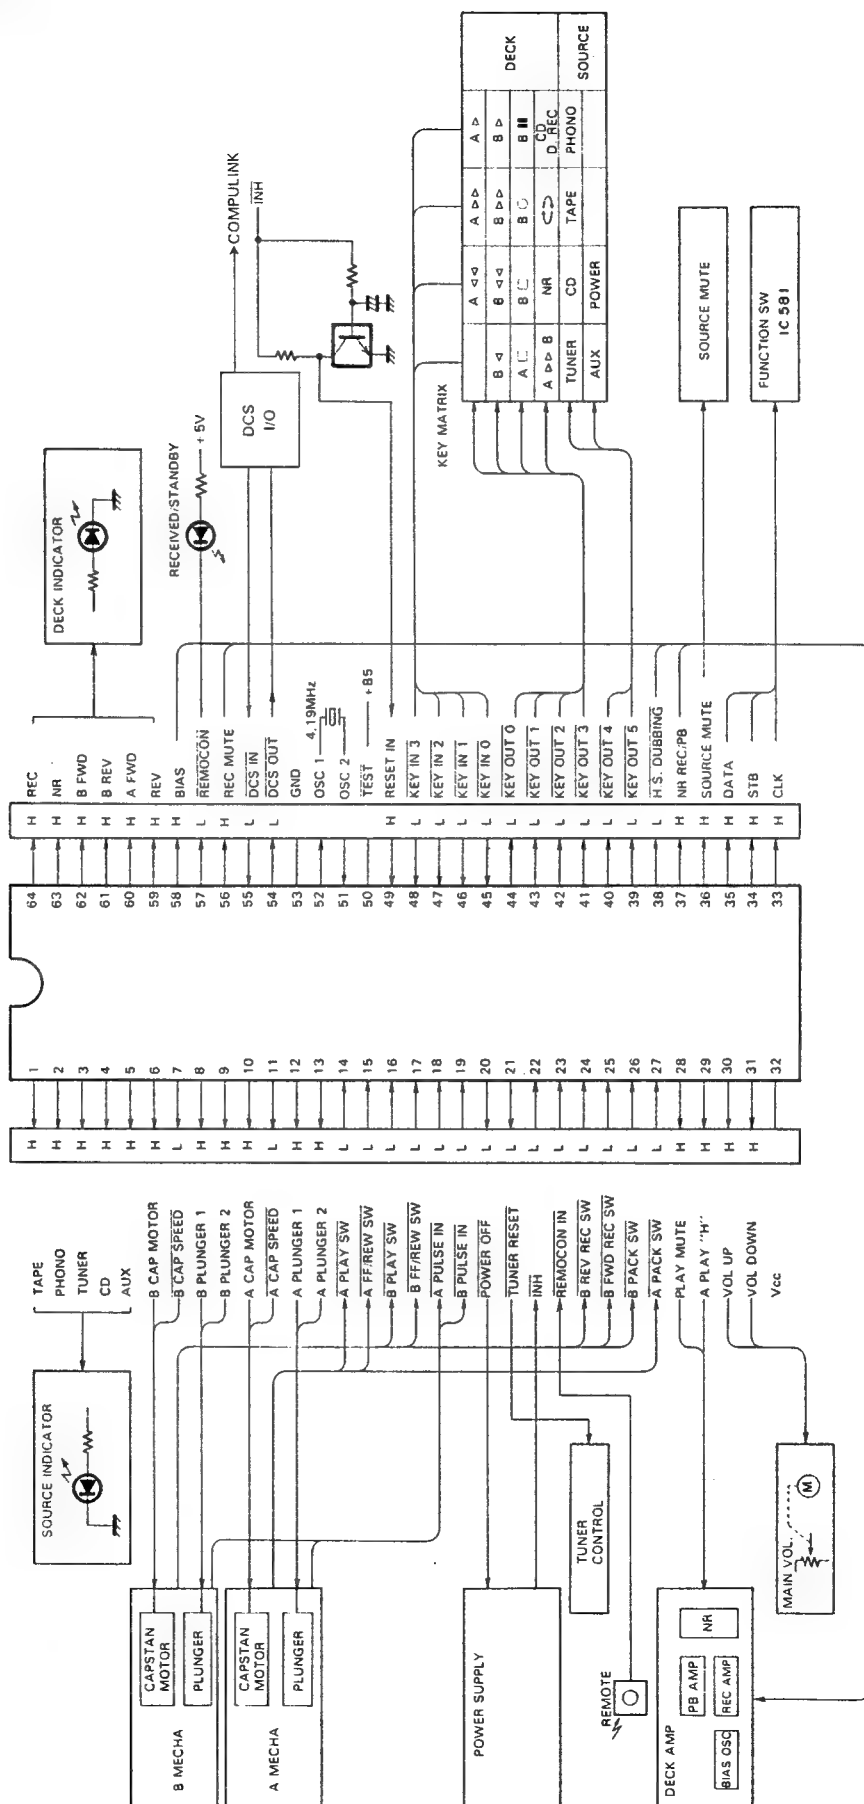 SOURCE INDICATOR
TAPE
PHONO
TUNER
CD
AUX
B MECHA
CAPSTAN
MOTOR
PLUNGER
A MECHA
CAPSTAN
MOTOR
PLUNGER
POWER SUPPLY
TUNER
CONTROL
REMOTE
DECK AMP
PB AMP
NR
BIAS OSC
REC AMP
MAIN VOL.
M
B CAP MOTOR
B CAP SPEED
B PLUNGER 1
B PLUNGER 2
A CAP MOTOR
A CAP SPEED
A PLUNGER 1
A PLUNGER 2
A PLAY SW
A FF/REW SW
B PLAY SW
B FF/REW SW
A PULSE IN
B PULSE IN
POWER OFF
TUNER RESET
INH
REMOCON IN
B REV REC SW
B FWD REC SW
B PACK SW
A PACK SW
PLAY MUTE
A PLAY "H"
VOL UP
VOL DOWN
Vcc
H 1
H 2
H 3
H 4
H 5
H 6
L 7
H 8
H 9
H 10
L 11
H 12
H 13
L 14
L 15
L 16
L 17
L 18
L 19
L 20
L 21
L 22
L 23
L 24
L 25
L 26
L 27
H 28
H 29
H 30
H 31
32
64 H REC
63 H NR
62 H B FWD
61 H B REV
60 H A FWD
59 H REV
58 H BIAS
57 L REMOCON
56 H REC MUTE
55 L DCS IN
54 L DCS OUT
53 GND
52 OSC 1
51 OSC 2
4.19MHz
50 TEST +B5
49 H RESET IN
48 L KEY IN 3
47 L KEY IN 2
46 L KEY IN 1
45 L KEY IN 0
44 L KEY OUT 0
43 L KEY OUT 1
42 L KEY OUT 2
41 L KEY OUT 3
40 L KEY OUT 4
39 L KEY OUT 5
38 L H.S. DUBBING
37 H NR REC/PB
36 H SOURCE MUTE
35 H DATA
34 H STB
33 H CLK
DECK INDICATOR
RECEIVED/STANDBY
+5V
DCS
I/O
COMPULINK
INH
KEY MATRIX
A ◁◁ A ▷▷ A ▷
DECK
B ◁ B ◁◁ B ▷▷ B ▷
A □ B □ B ○ B ▮▮
A ▷▷ B NR ⊂⊃ CD D. REC
TUNER CD TAPE PHONO
SOURCE
AUX POWER
SOURCE MUTE
FUNCTION SW
IC 581